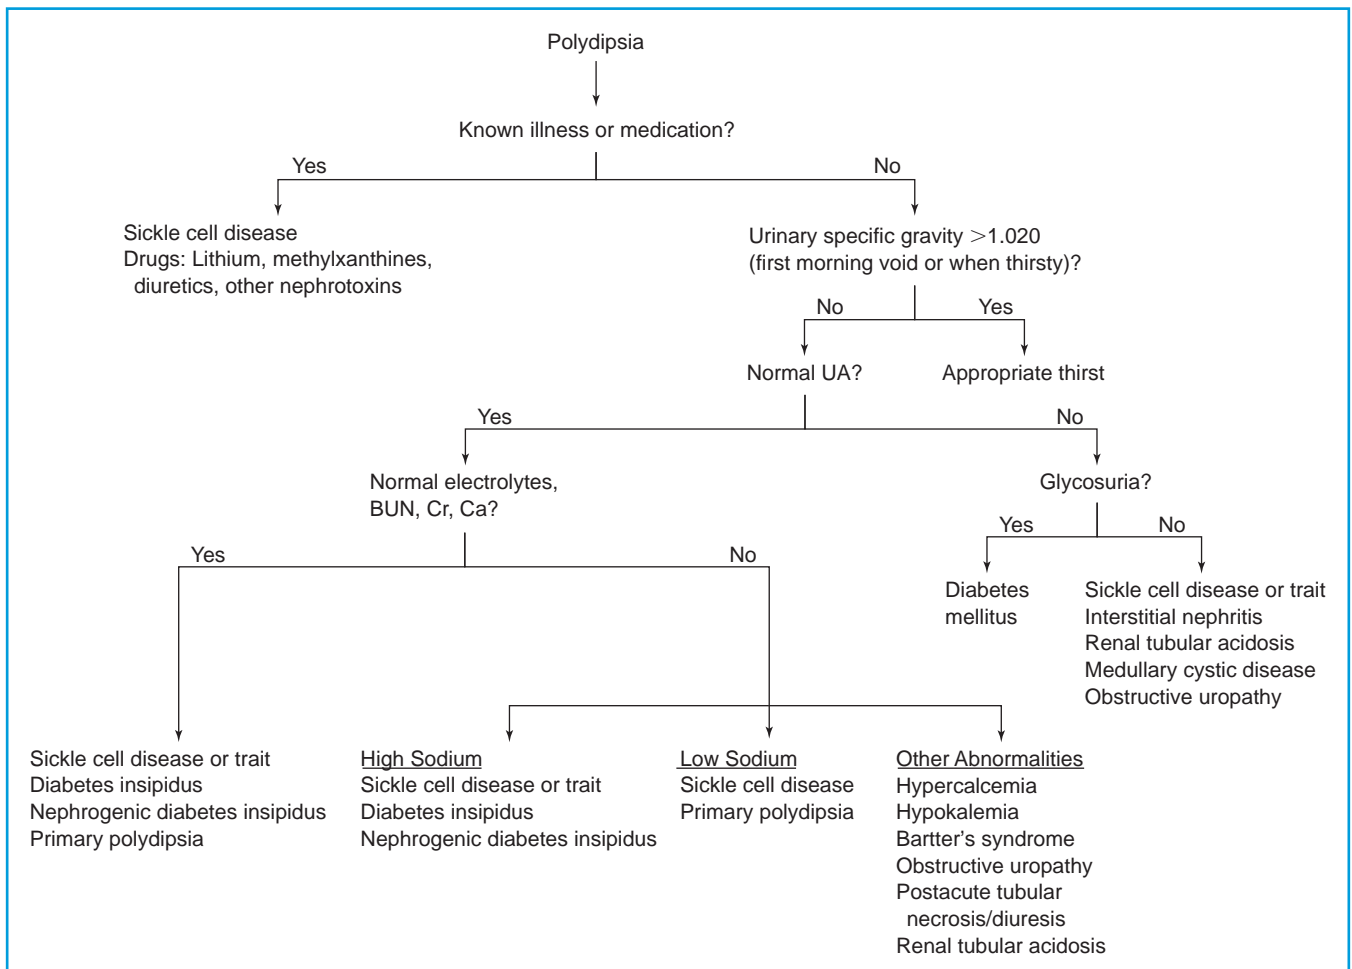 Polydipsia
Known illness or medication?
Yes
No
Sickle cell disease
Drugs: Lithium, methylxanthines,
diuretics, other nephrotoxins
Urinary specific gravity >1.020
(first morning void or when thirsty)?
No
Yes
Normal UA?
Appropriate thirst
Yes
No
Normal electrolytes,
BUN, Cr, Ca?
Glycosuria?
Yes
No
Yes
No
Diabetes
mellitus
Sickle cell disease or trait
Interstitial nephritis
Renal tubular acidosis
Medullary cystic disease
Obstructive uropathy
Sickle cell disease or trait
Diabetes insipidus
Nephrogenic diabetes insipidus
Primary polydipsia
High Sodium
Sickle cell disease or trait
Diabetes insipidus
Nephrogenic diabetes insipidus
Low Sodium
Sickle cell disease
Primary polydipsia
Other Abnormalities
Hypercalcemia
Hypokalemia
Bartter's syndrome
Obstructive uropathy
Postacute tubular
necrosis/diuresis
Renal tubular acidosis